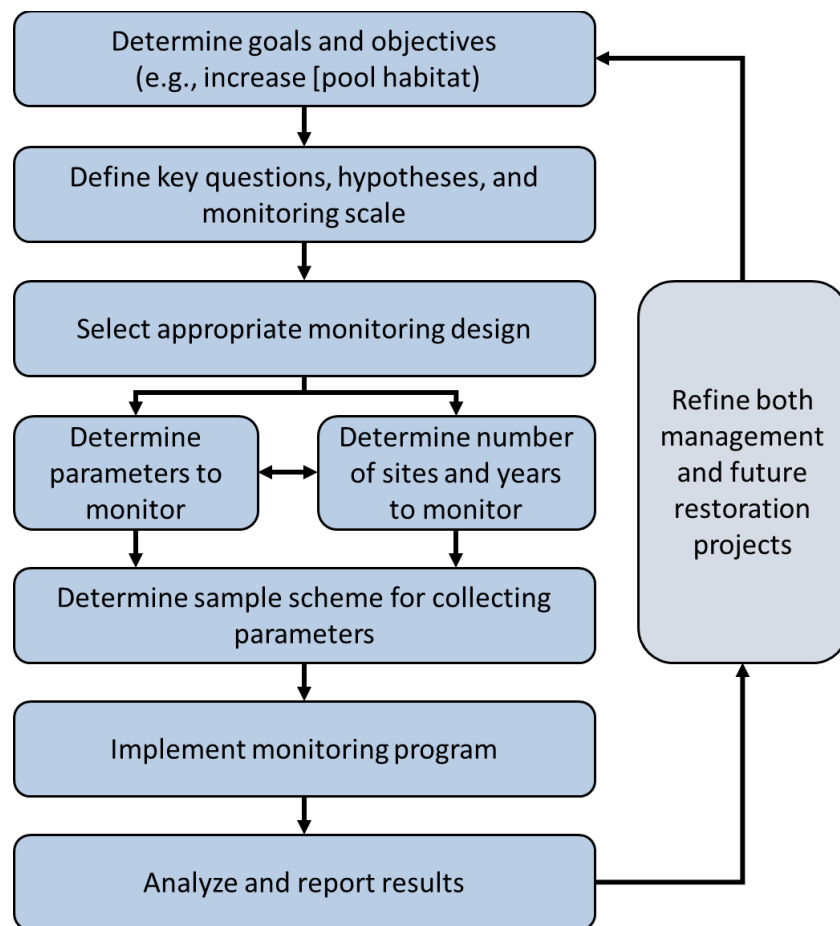 Determine goals and objectives
(e.g., increase [pool habitat)
Define key questions, hypotheses, and
monitoring scale
Select appropriate monitoring design
Determine
parameters to
monitor
Determine number
of sites and years
to monitor
Determine sample scheme for collecting
parameters
Implement monitoring program
Analyze and report results
Refine both
management
and future
restoration
projects